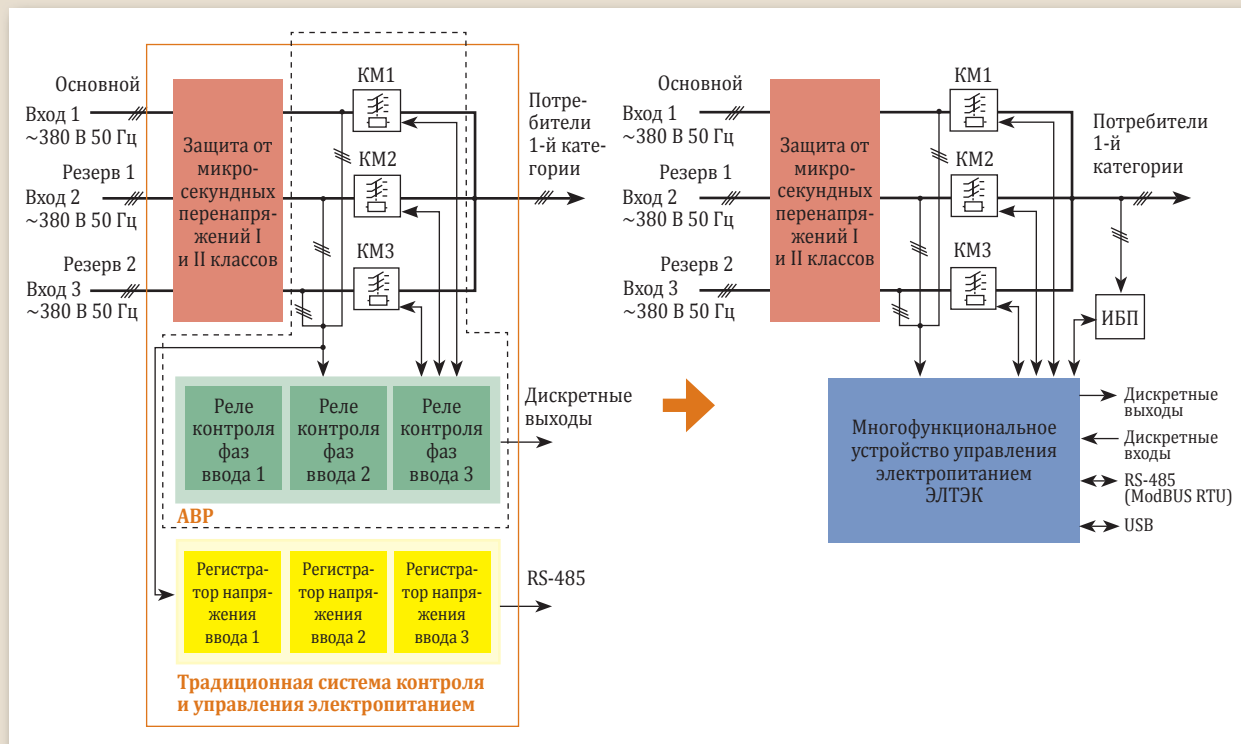 Основной
Вход 1
~380 В 50 Гц
Резерв 1
Вход 2
~380 В 50 Гц
Резерв 2
Вход 3
~380 В 50 Гц
Защита от
микро-
секундных
перенапря-
жений I
и II классов
КМ1
КМ2
КМ3
Потре-
бители
1-й кате-
гории
Реле
контроля
фаз
ввода 1
Реле
контроля
фаз
ввода 2
Реле
контроля
фаз
ввода 3
Дискретные
выходы
АВР
Регистра-
тор напря-
жения
ввода 1
Регистра-
тор напря-
жения
ввода 2
Регистра-
тор напря-
жения
ввода 3
RS-485
Традиционная система контроля
и управления электропитанием
Основной
Вход 1
~380 В 50 Гц
Резерв 1
Вход 2
~380 В 50 Гц
Резерв 2
Вход 3
~380 В 50 Гц
Защита от
микро-
секундных
перенапря-
жений I
и II классов
КМ1
КМ2
КМ3
Потребители
1-й
категории
ИБП
Многофункциональное
устройство управления
электропитанием
ЭЛТЭК
Дискретные
выходы
Дискретные
входы
RS-485
(ModBUS RTU)
USB